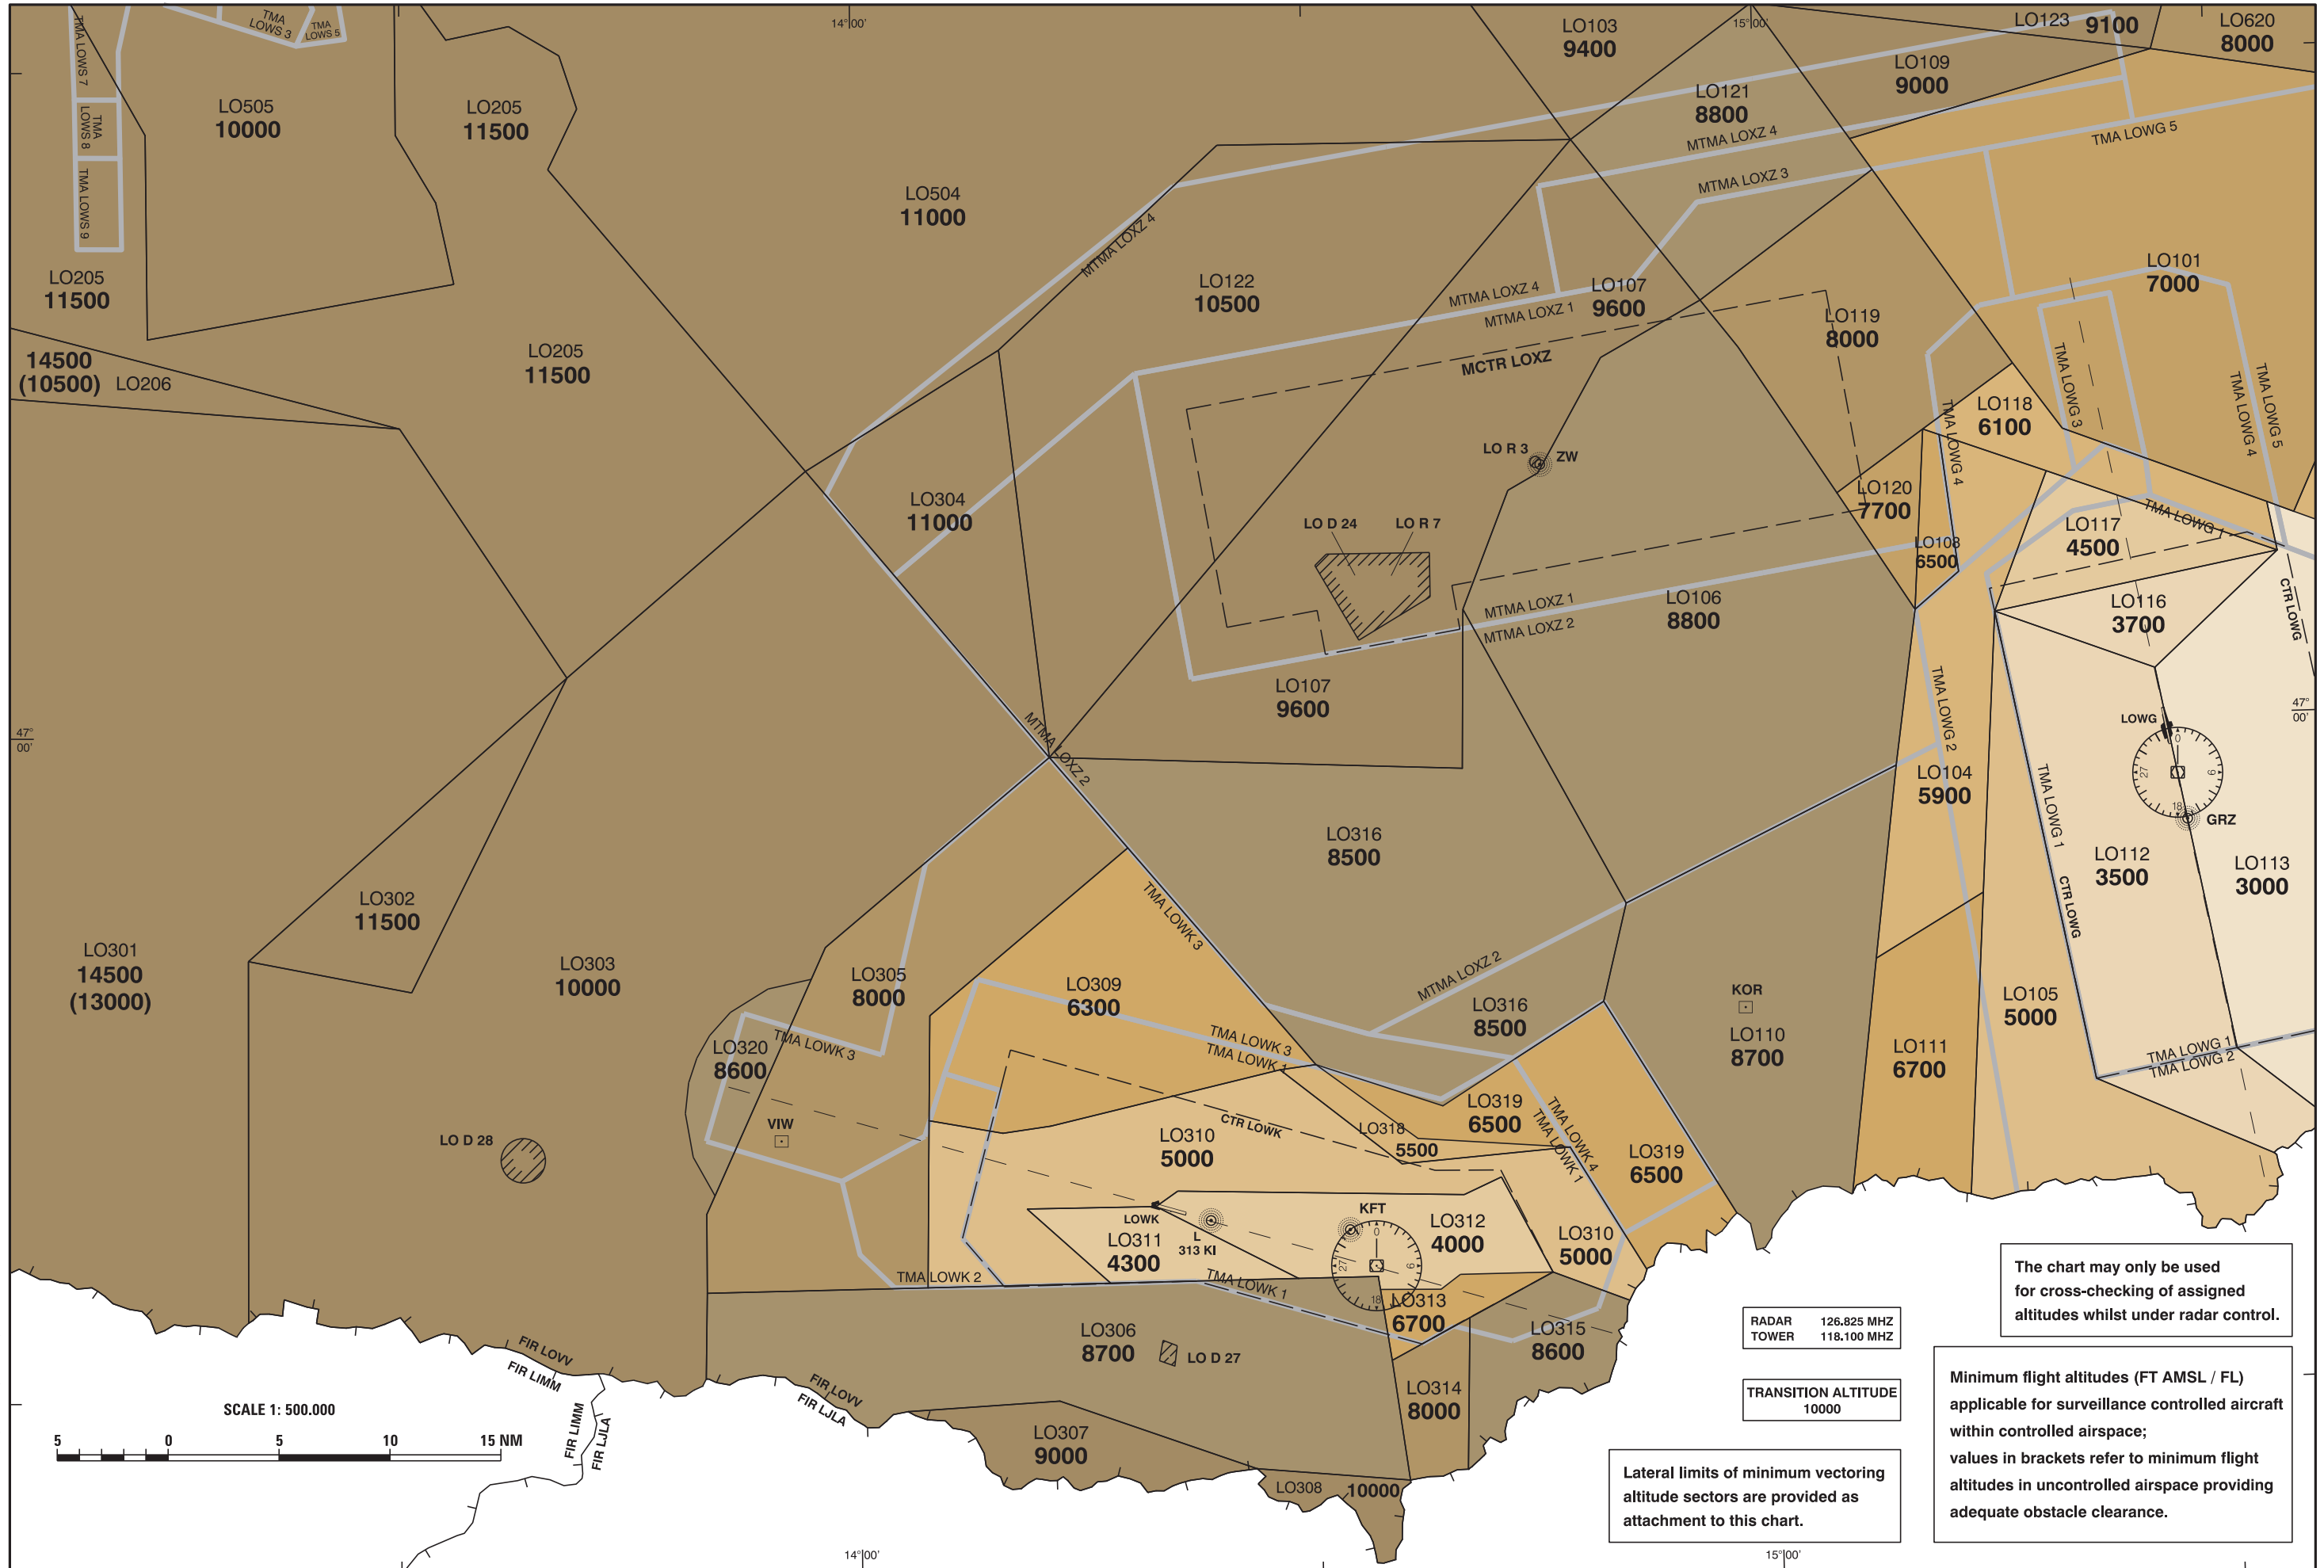 TMA LOWS 7
TMA
LOWS 3
TMA
LOWS 5
14°00'
15°00'
LO103
9400
LO123 9100
LO620
8000
LO505
10000
LO205
11500
TMA
LOWS 8
TMA LOWS 9
LO109
9000
LO121
8800
MTMA LOXZ 4
TMA LOWG 5
MTMA LOXZ 3
LO504
11000
MTMA LOXZ 4
LO205
11500
LO122
10500
MTMA LOXZ 4
MTMA LOXZ 1
LO107
9600
LO101
7000
LO119
8000
14500
(10500) LO206
LO205
11500
MCTR LOXZ
TMA LOWG 3
TMA LOWG 4
TMA LOWG 5
LO118
6100
TMA LOWG 4
LO R 3
ZW
LO304
11000
LO120
7700
LO D 24
LO R 7
LO117
4500
TMA LOWG 1
LO108
6500
MTMA LOXZ 1
MTMA LOXZ 2
LO106
8800
LO116
3700
CTR LOWG
LO107
9600
TMA LOWG 2
47°
00'
47°
00'
MTMA LOXZ 2
LOWG
0
9
18
27
GRZ
LO104
5900
TMA LOWG 1
CTR LOWG
LO316
8500
LO112
3500
LO113
3000
LO302
11500
TMA LOWK 3
LO301
14500
(13000)
LO303
10000
LO305
8000
LO309
6300
MTMA LOXZ 2
LO316
8500
KOR
LO110
8700
LO105
5000
LO111
6700
TMA LOWG 1
TMA LOWG 2
LO320
8600
TMA LOWK 3
TMA LOWK 3
TMA LOWK 1
VIW
LO D 28
LO310
5000
CTR LOWK
LO318
5500
LO319
6500
TMA LOWK 4
TMA LOWK 1
LO319
6500
LOWK
L
313 KI
LO311
4300
KFT
0
9
18
27
LO312
4000
LO310
5000
TMA LOWK 2
TMA LOWK 1
LO313
6700
LO306
8700
LO D 27
LO315
8600
LO314
8000
LO307
9000
LO308 10000
FIR LOVV
FIR LIMM
FIR LOVV
FIR LJLA
FIR LIMM
FIR LJLA
SCALE 1: 500.000
5 0 5 10 15 NM
The chart may only be used
for cross-checking of assigned
altitudes whilst under radar control.
RADAR 126.825 MHZ
TOWER 118.100 MHZ
TRANSITION ALTITUDE
10000
Minimum flight altitudes (FT AMSL / FL)
applicable for surveillance controlled aircraft
within controlled airspace;
values in brackets refer to minimum flight
altitudes in uncontrolled airspace providing
adequate obstacle clearance.
Lateral limits of minimum vectoring
altitude sectors are provided as
attachment to this chart.
14°00'
15°00'